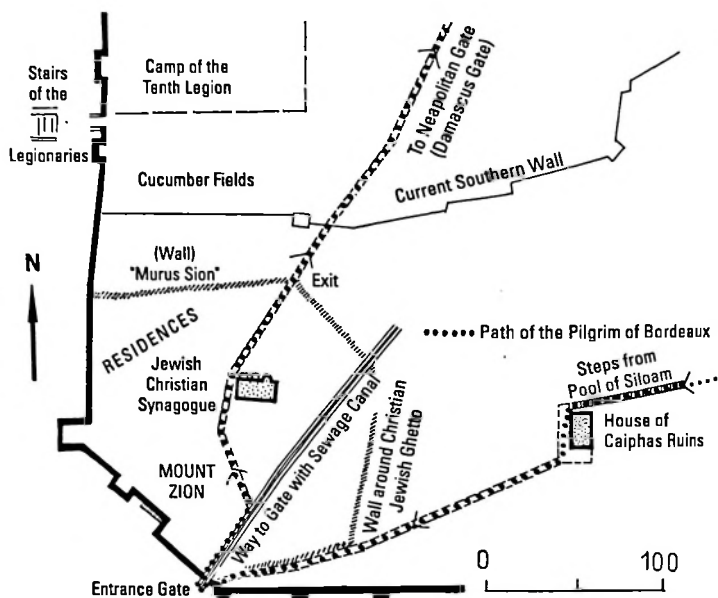 Stairs
of the
Legionaries
Camp of the
Tenth Legion
To Neapolitan Gate
(Damascus Gate)
Cucumber Fields
Current Southern Wall
N
(Wall)
"Murus Sion"
Exit
RESIDENCES
Path of the Pilgrim of Bordeaux
Jewish
Christian
Synagogue
Steps from
Pool of Siloam
House of
Caiphas Ruins
MOUNT
ZION
Way to Gate with Sewage Canal
Wall around Christian
Jewish Ghetto
Entrance Gate
0
100